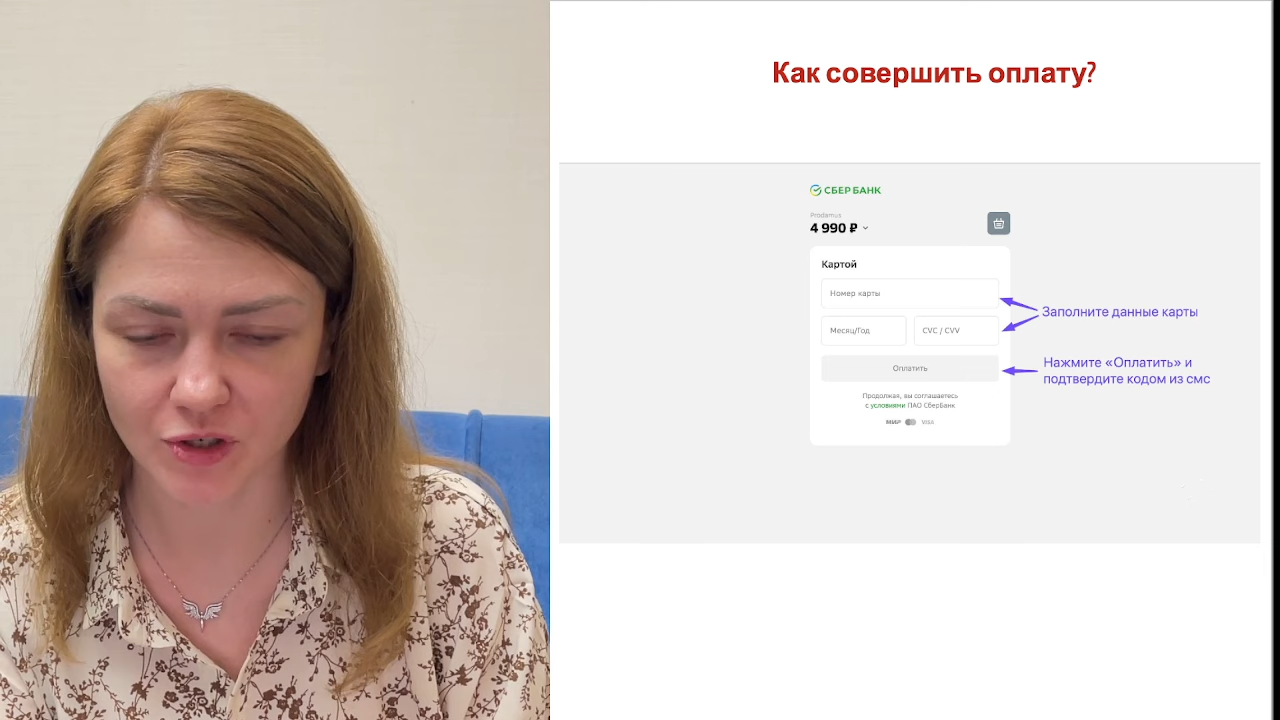 Как совершить оплату?
СБЕР БАНК
Prodamus
4 990 ₽
Картой
Номер карты
Заполните данные карты
Месяц/Год
CVC / CVV
Нажмите «Оплатить» и
подтвердите кодом из смс
Оплатить
Продолжая, вы соглашаетесь
с условиями ПАО СберБанк
МИР
VISA